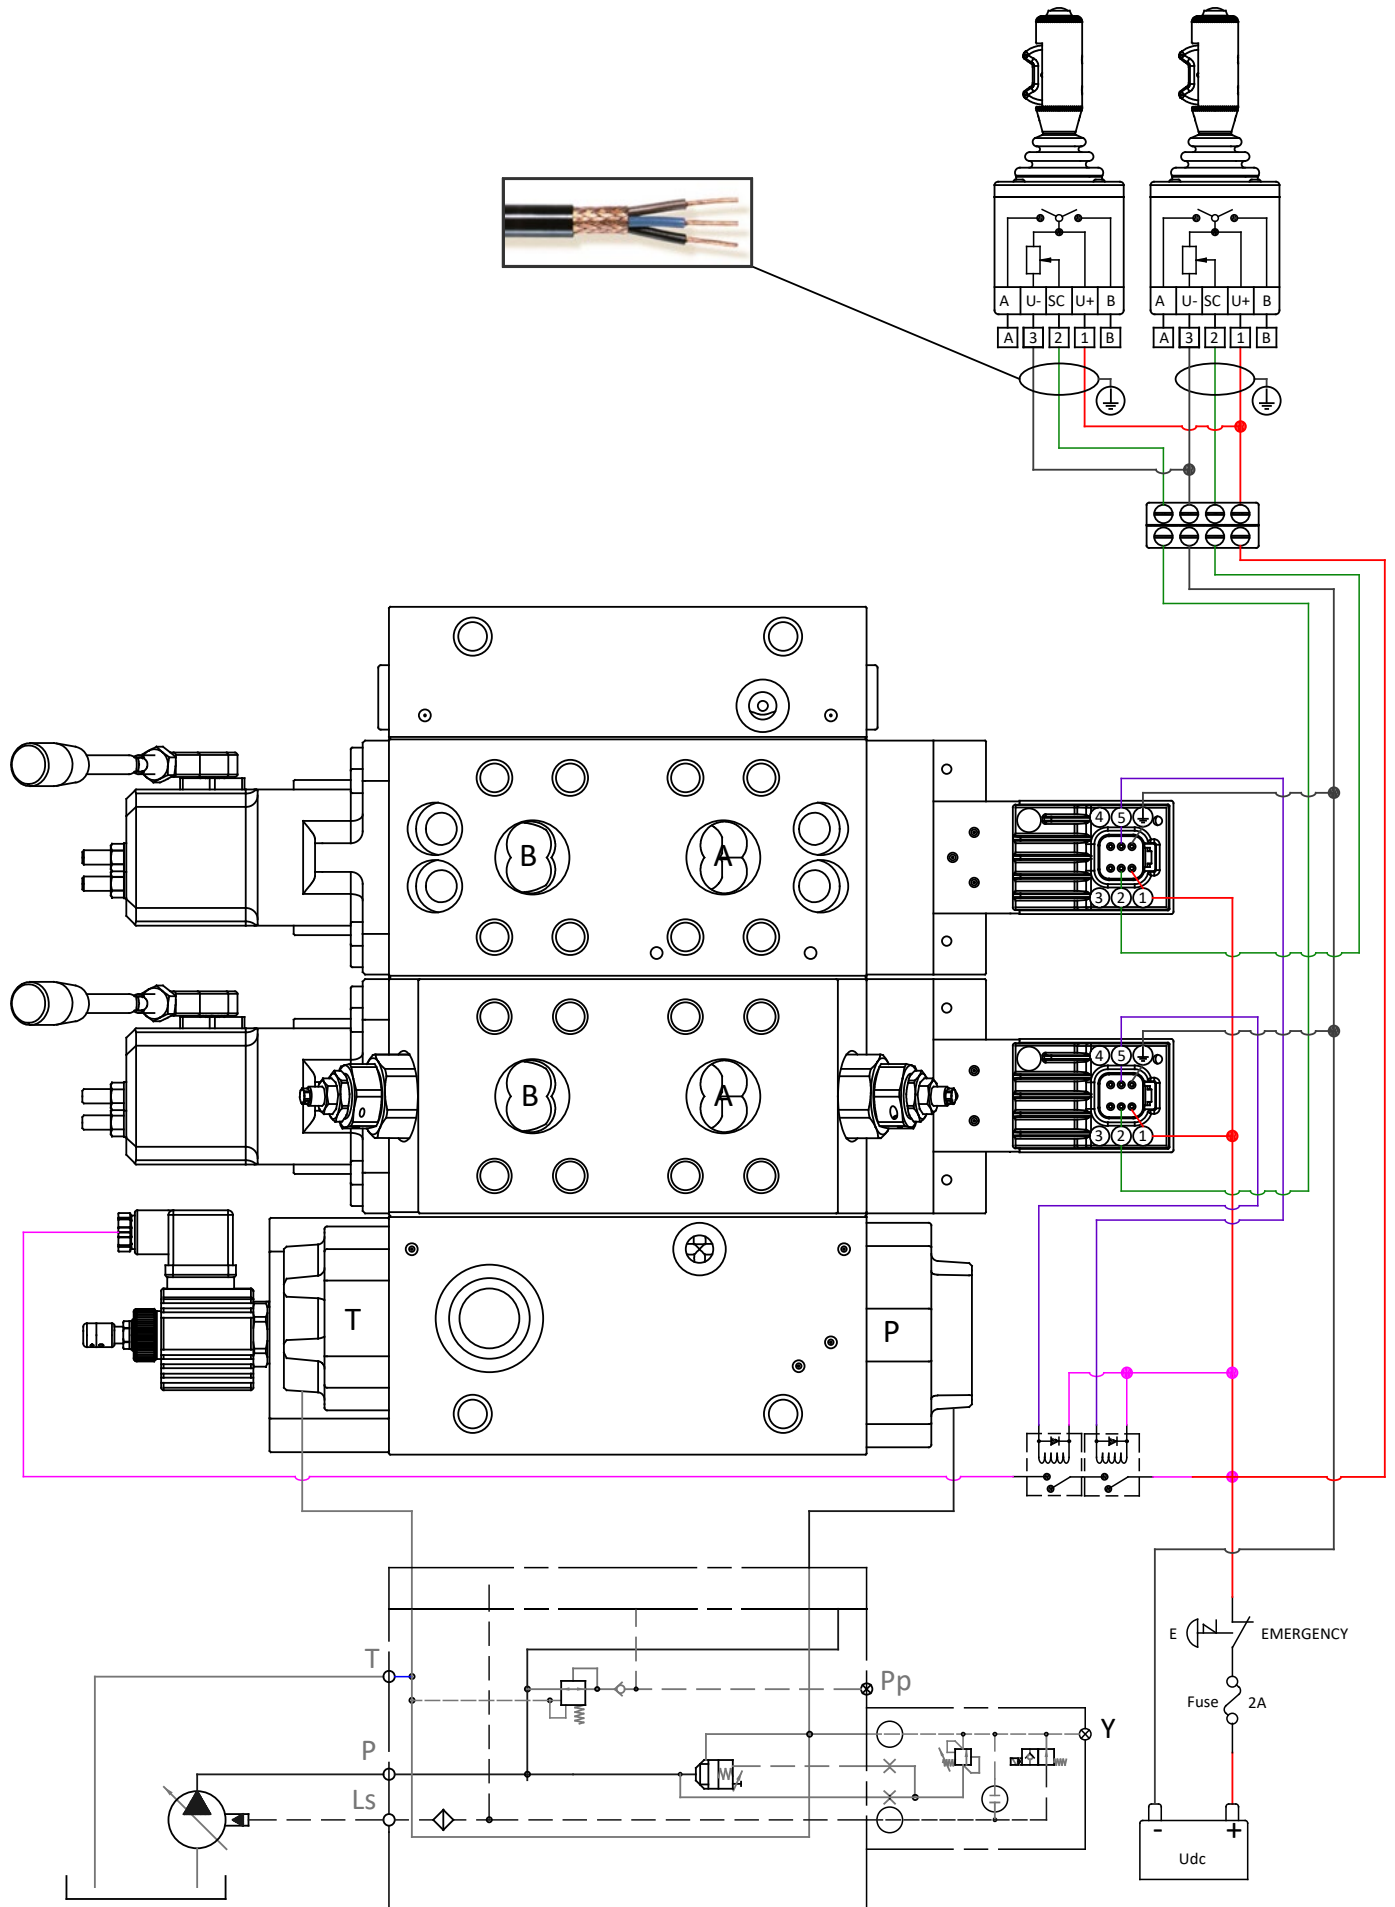 A U- SC U+ B A U- SC U+ B
A 3 2 1 B A 3 2 1 B
B A
4 5
3 2 1
B A
4 5
3 2 1
T P
E EMERGENCY
Fuse 2A
T
Pp
Y
P
Ls
- +
Udc